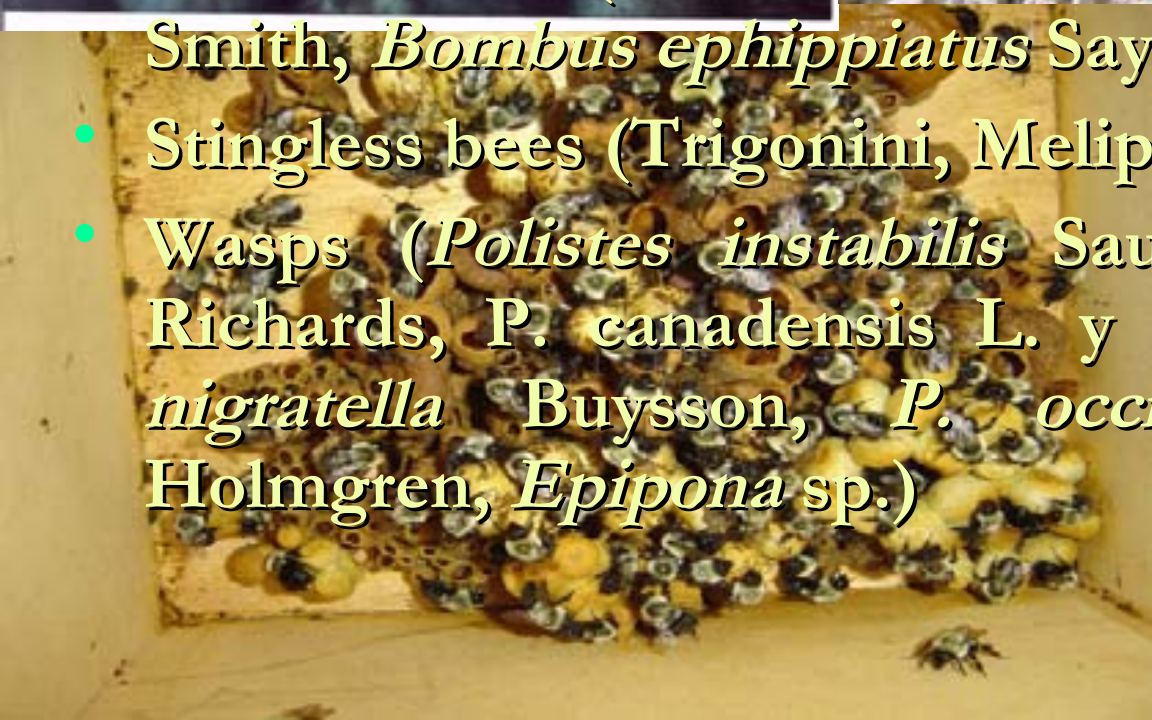 Smith, Bombus ephippiatus Say
• Stingless bees (Trigonini, Melip
• Wasps (Polistes instabilis Sau
Richards, P. canadensis L. y
nigratella Buysson, P. occi
Holmgren, Epipona sp.)